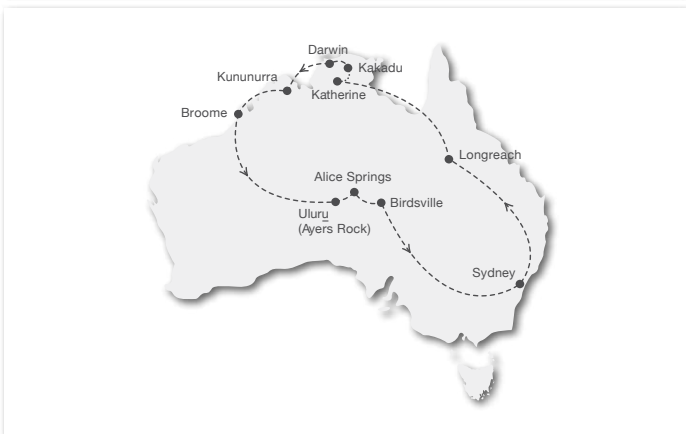 Darwin
Kakadu
Kununurra
Katherine
Broome
Longreach
Alice Springs
Birdsville
Uluru
(Ayers Rock)
Sydney